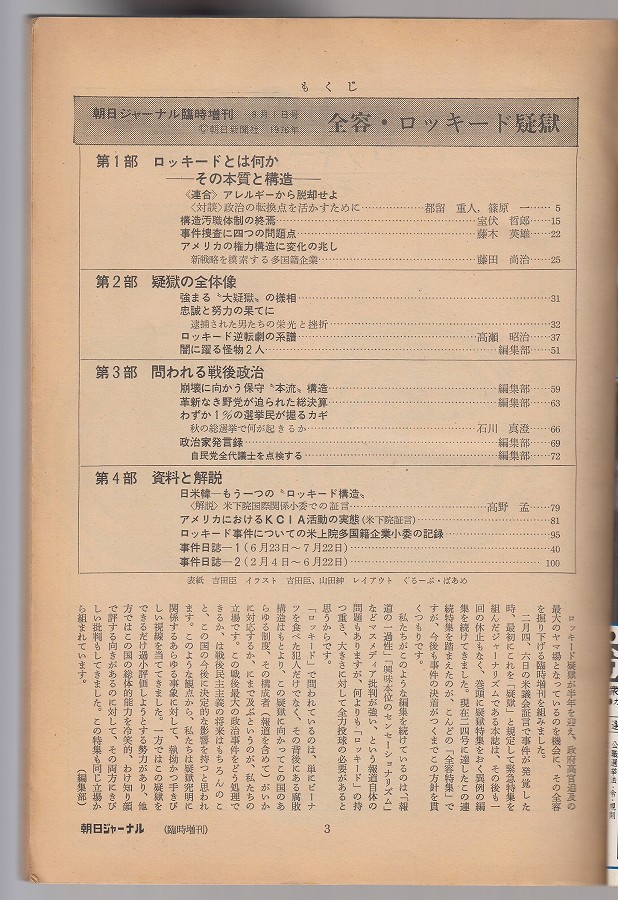 もくじ
朝日ジャーナル臨時増刊 8月1日号
©朝日新聞社 1976年
全容・ロッキード疑獄
第1部 ロッキードとは何か
──その本質と構造──
〈連合〉アレルギーから脱却せよ
〈対談〉政治の転換点を活かすために……都留 重人, 篠原 一……5
構造汚職体制の終焉……宝伏 哲郎……15
事件捜査に四つの問題点……藤木 英雄……22
アメリカの権力構造に変化の兆し
新戦略を模索する多国籍企業……藤田 尚治……25
第2部 疑獄の全体像
強まる〝大疑獄〟の様相……31
忠誠と努力の果てに
逮捕された男たちの栄光と挫折……32
ロッキード逆転劇の系譜……高瀬 昭治……37
闇に躍る怪物2人……編集部……51
第3部 問われる戦後政治
崩壊に向かう保守〝本流〟構造……編集部……59
革新なき野党が迫られた総決算……編集部……63
わずか1%の選挙民が握るカギ
秋の総選挙で何が起きるか……石川 真澄……66
政治家発言録……編集部……69
自民党全代議士を点検する……編集部……72
第4部 資料と解説
日米韓─もう一つの〝ロッキード構造〟
〈解説〉米下院国際関係小委での証言……高野 孟……79
アメリカにおけるKCIA活動の実態(米下院証言)……81
ロッキード事件についての米上院多国籍企業小委の記録……95
事件日誌─1(6月23日〜7月22日)……40
事件日誌─2(2月4日〜6月22日)……100
表紙 吉田臣 イラスト 吉田臣、山田紳 レイアウト ぐるーぷ・ぱあめ
ロッキード疑獄が半年を迎え、政府高官追及の
最大のヤマ場となっているのを機会に、その全容
を掘り下げる臨時増刊を組みました。
二月四、六日の米議会証言で事件が発覚した
時、最初にこれを「疑獄」と規定して緊急特集を
組んだジャーナリズムである本誌は、その後も一
回の休止もなく、巻頭に疑獄特集をおく異例の編
集を続けてきました。現在二四号に達したこの連
続特集を踏まえたのが、こんどの「全容特集」で
すが、今後も事件の決着がつくまでこの方針を貫
くつもりです。
私たちがこのような編集を続けているのは、「報
道の一過性」「興味本位のセンセーショナリズム」
などマスメディア批判が強い、という報道自体の
問題もありますが、何よりも「ロッキード」の持
つ重さ、大きさに対して全力投球の必要があると
思うからです。
「ロッキード」で問われているのは、単にピーナ
ツを食べた犯人だけでなく、その背後にある腐敗
構造はもとより、この疑獄に向かってこの国のあ
らゆる制度、その構成者(報道を含めて)がいか
に対応するか、にまで及ぶというのが、私たちの
立場です。この戦後最大の政治事件をどう処理で
きるか、は戦後民主主義の将来はもちろんのこ
と、この国の今後に決定的な影響を持つと思われ
ます。このような観点から、私たちは疑獄究明に
関係するあらゆる事象に対して、執拗かつ手きび
しい視線を当ててきました。一方ではこの疑獄を
できるだけ過小評価しようとする努力があり、他
方ではこの国の総体的能力を冷笑的、わけ知り顔
で評する向きがあるのに対して、その両方にきび
しい批判もしてきました。この特集も同じ立場か
ら組まれています。 (編集部)
朝日ジャーナル (臨時増刊) 3